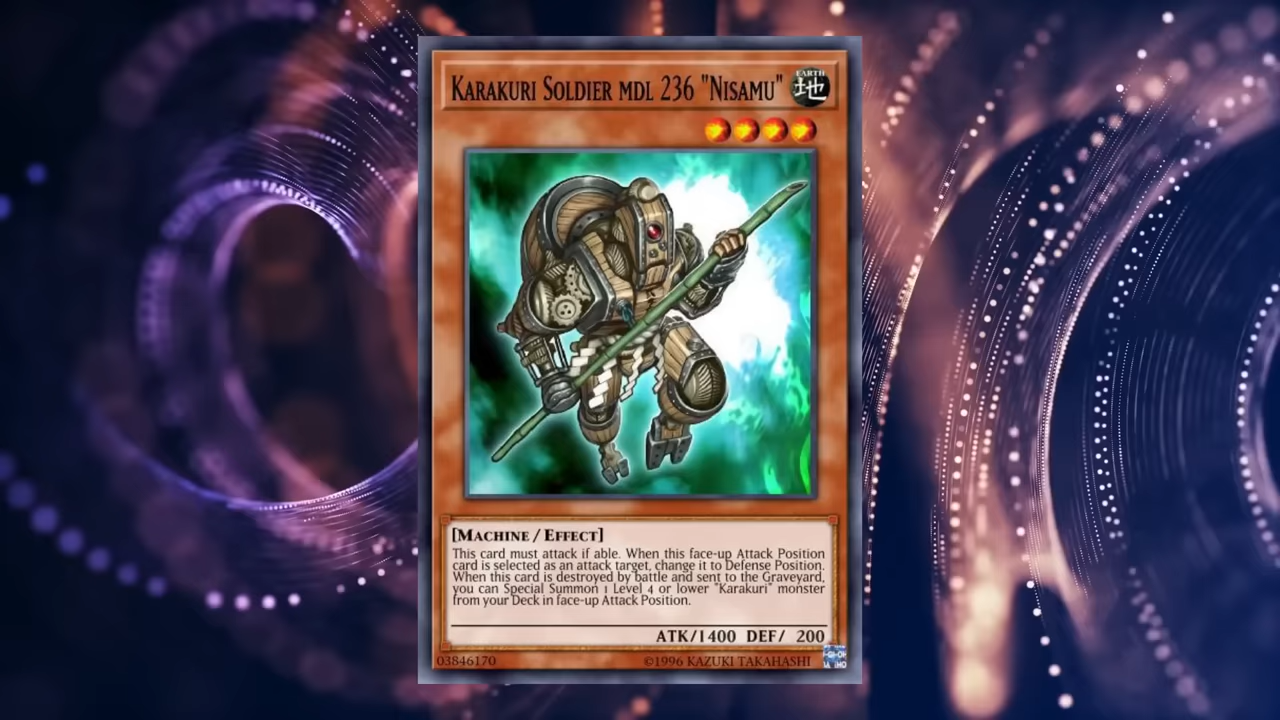 Karakuri Soldier mdl 236 "Nisamu"
EARTH
地
[Machine / Effect]
This card must attack if able. When this face-up Attack Position
card is selected as an attack target, change it to Defense Position.
When this card is destroyed by battle and sent to the Graveyard,
you can Special Summon 1 Level 4 or lower "Karakuri" monster
from your Deck in face-up Attack Position.
ATK/1400 DEF/ 200
03846170
©1996 KAZUKI TAKAHASHI